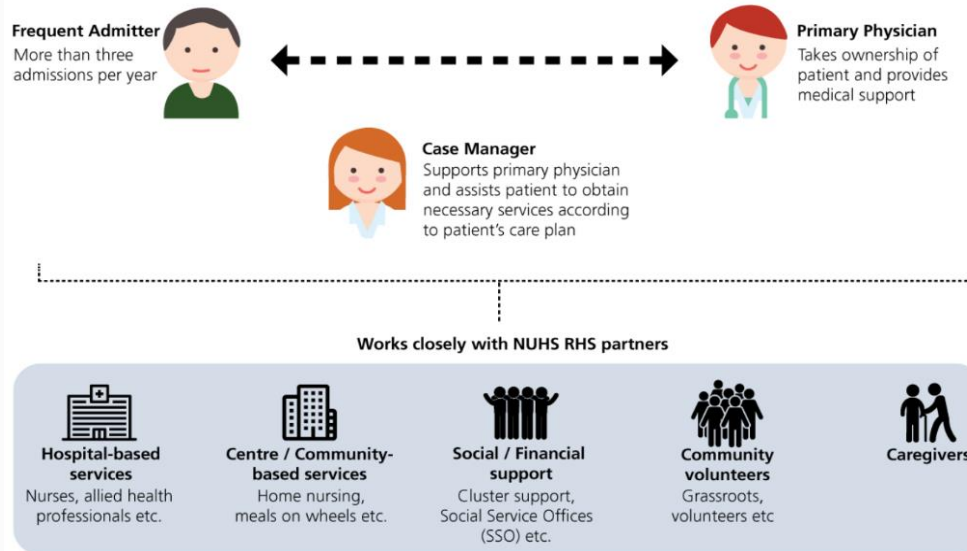 Frequent Admitter
More than three
admissions per year
Primary Physician
Takes ownership of
patient and provides
medical support
Case Manager
Supports primary physician
and assists patient to obtain
necessary services according
to patient's care plan
Works closely with NUHS RHS partners
Hospital-based
services
Nurses, allied health
professionals etc.
Centre / Community-
based services
Home nursing,
meals on wheels etc.
Social / Financial
support
Cluster support,
Social Service Offices
(SSO) etc.
Community
volunteers
Grassroots,
volunteers etc
Caregivers